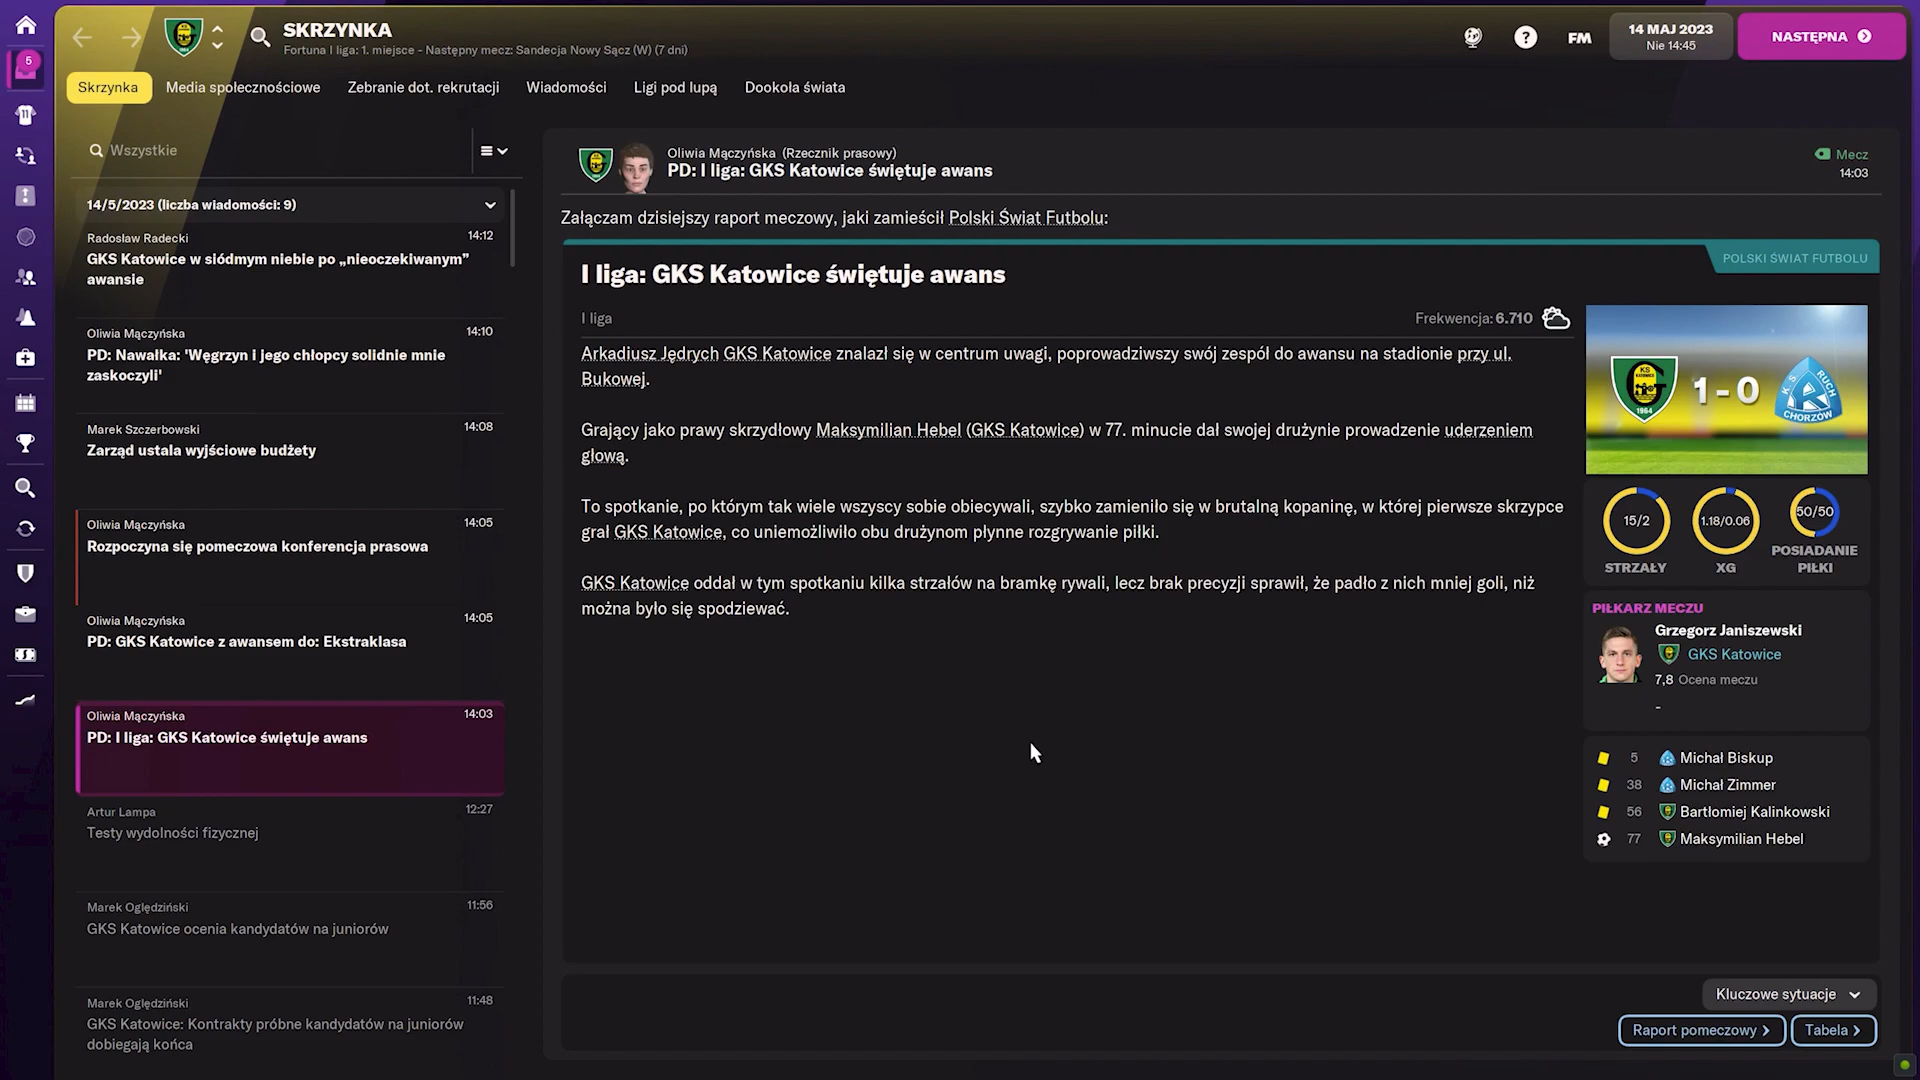 SKRZYNKA
Fortuna I liga: 1. miejsce - Następny mecz: Sandecja Nowy Sącz (W) (7 dni)
FM
14 MAJ 2023
Nie 14:45
NASTĘPNA
5
Skrzynka
Media społecznościowe
Zebranie dot. rekrutacji
Wiadomości
Ligi pod lupą
Dookoła świata
Wszystkie
14/5/2023 (liczba wiadomości: 9)
Radosław Radecki
14:12
GKS Katowice w siódmym niebie po „nieoczekiwanym”
awansie
Oliwia Mączyńska
14:10
PD: Nawałka: 'Węgrzyn i jego chłopcy solidnie mnie
zaskoczyli'
Marek Szczerbowski
14:08
Zarząd ustala wyjściowe budżety
Oliwia Mączyńska
14:05
Rozpoczyna się pomeczowa konferencja prasowa
Oliwia Mączyńska
14:05
PD: GKS Katowice z awansem do: Ekstraklasa
Oliwia Mączyńska
14:03
PD: I liga: GKS Katowice świętuje awans
Artur Lampa
12:27
Testy wydolności fizycznej
Marek Oględziński
11:56
GKS Katowice ocenia kandydatów na juniorów
Marek Oględziński
11:48
GKS Katowice: Kontrakty próbne kandydatów na juniorów
dobiegają końca
Oliwia Mączyńska (Rzecznik prasowy)
PD: I liga: GKS Katowice świętuje awans
Mecz
14:03
Załączam dzisiejszy raport meczowy, jaki zamieścił Polski Świat Futbolu:
POLSKI ŚWIAT FUTBOLU
I liga: GKS Katowice świętuje awans
I liga
Frekwencja: 6.710
Arkadiusz Jędrych GKS Katowice znalazł się w centrum uwagi, poprowadziwszy swój zespół do awansu na stadionie przy ul.
Bukowej.
Grający jako prawy skrzydłowy Maksymilian Hebel (GKS Katowice) w 77. minucie dał swojej drużynie prowadzenie uderzeniem
głową.
To spotkanie, po którym tak wiele wszyscy sobie obiecywali, szybko zamieniło się w brutalną kopaninę, w której pierwsze skrzypce
grał GKS Katowice, co uniemożliwiło obu drużynom płynne rozgrywanie piłki.
GKS Katowice oddał w tym spotkaniu kilka strzałów na bramkę rywali, lecz brak precyzji sprawił, że padło z nich mniej goli, niż
można było się spodziewać.
KS
KATOWICE
1964
1 - 0
K.S.
RUCH
CHORZÓW
15/2
STRZAŁY
1.18/0.06
XG
50/50
POSIADANIE
PIŁKI
PIŁKARZ MECZU
Grzegorz Janiszewski
GKS Katowice
7,8 Ocena meczu
-
5 Michał Biskup
38 Michał Zimmer
56 Bartłomiej Kalinkowski
77 Maksymilian Hebel
Kluczowe sytuacje
Raport pomeczowy
Tabela